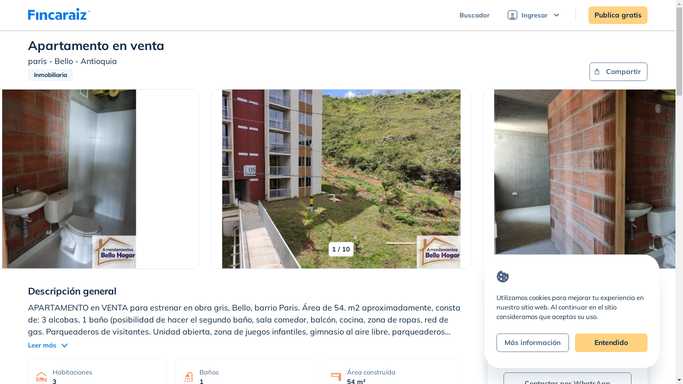 Fincaraiz
Buscador
Ingresar
Publica gratis
Apartamento en venta
paris - Bello - Antioquia
Inmobiliaria
Compartir
Arrendamientos
Bello Hogar
1 / 10
Arrendamientos
Bello Hogar
Descripción general
APARTAMENTO en VENTA para estrenar en obra gris, Bello, barrio Paris. Área de 54. m2 aproximadamente, consta
de: 3 alcobas, 1 baño (posibilidad de hacer el segundo baño, sala comedor, balcón, cocina, zona de ropas, red de
gas. Parqueaderos de visitantes. Unidad abierta, zona de juegos infantiles, gimnasio al aire libre, parqueaderos...
Leer más
Habitaciones
3
Baños
1
Área construida
54 m²
Utilizamos cookies para mejorar tu experiencia en
nuestro sitio web. Al continuar en el sitio
consideramos que aceptas su uso.
Más información
Entendido
Contactar por WhatsApp